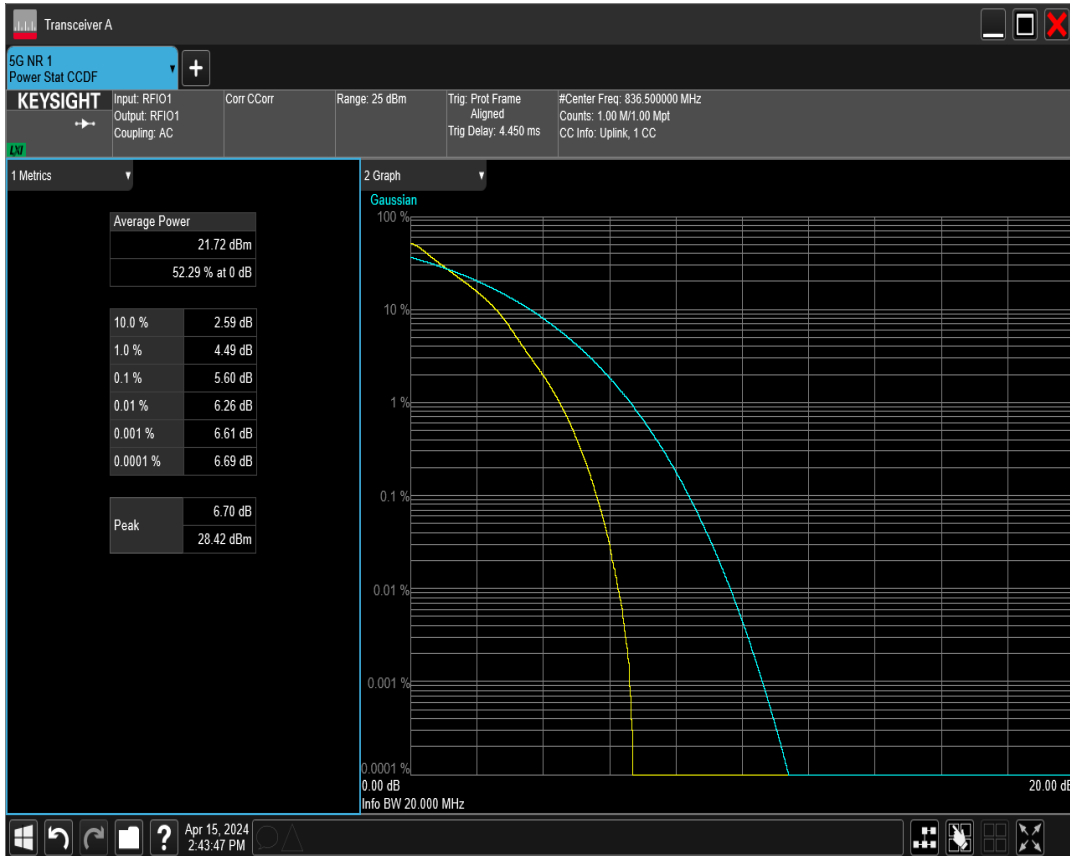 Transceiver A
5G NR 1
Power Stat CCDF
KEYSIGHT
LXI
Input: RFIO1
Output: RFIO1
Coupling: AC
Corr CCorr
Range: 25 dBm
Trig: Prot Frame
Aligned
Trig Delay: 4.450 ms
#Center Freq: 836.500000 MHz
Counts: 1.00 M/1.00 Mpt
CC Info: Uplink, 1 CC
1 Metrics
Average Power
21.72 dBm
52.29 % at 0 dB
10.0 % 2.59 dB
1.0 % 4.49 dB
0.1 % 5.60 dB
0.01 % 6.26 dB
0.001 % 6.61 dB
0.0001 % 6.69 dB
Peak 6.70 dB
28.42 dBm
2 Graph
Gaussian
100 %
10 %
1 %
0.1 %
0.01 %
0.001 %
0.0001 %
0.00 dB 20.00 dB
Info BW 20.000 MHz
?
Apr 15, 2024
2:43:47 PM